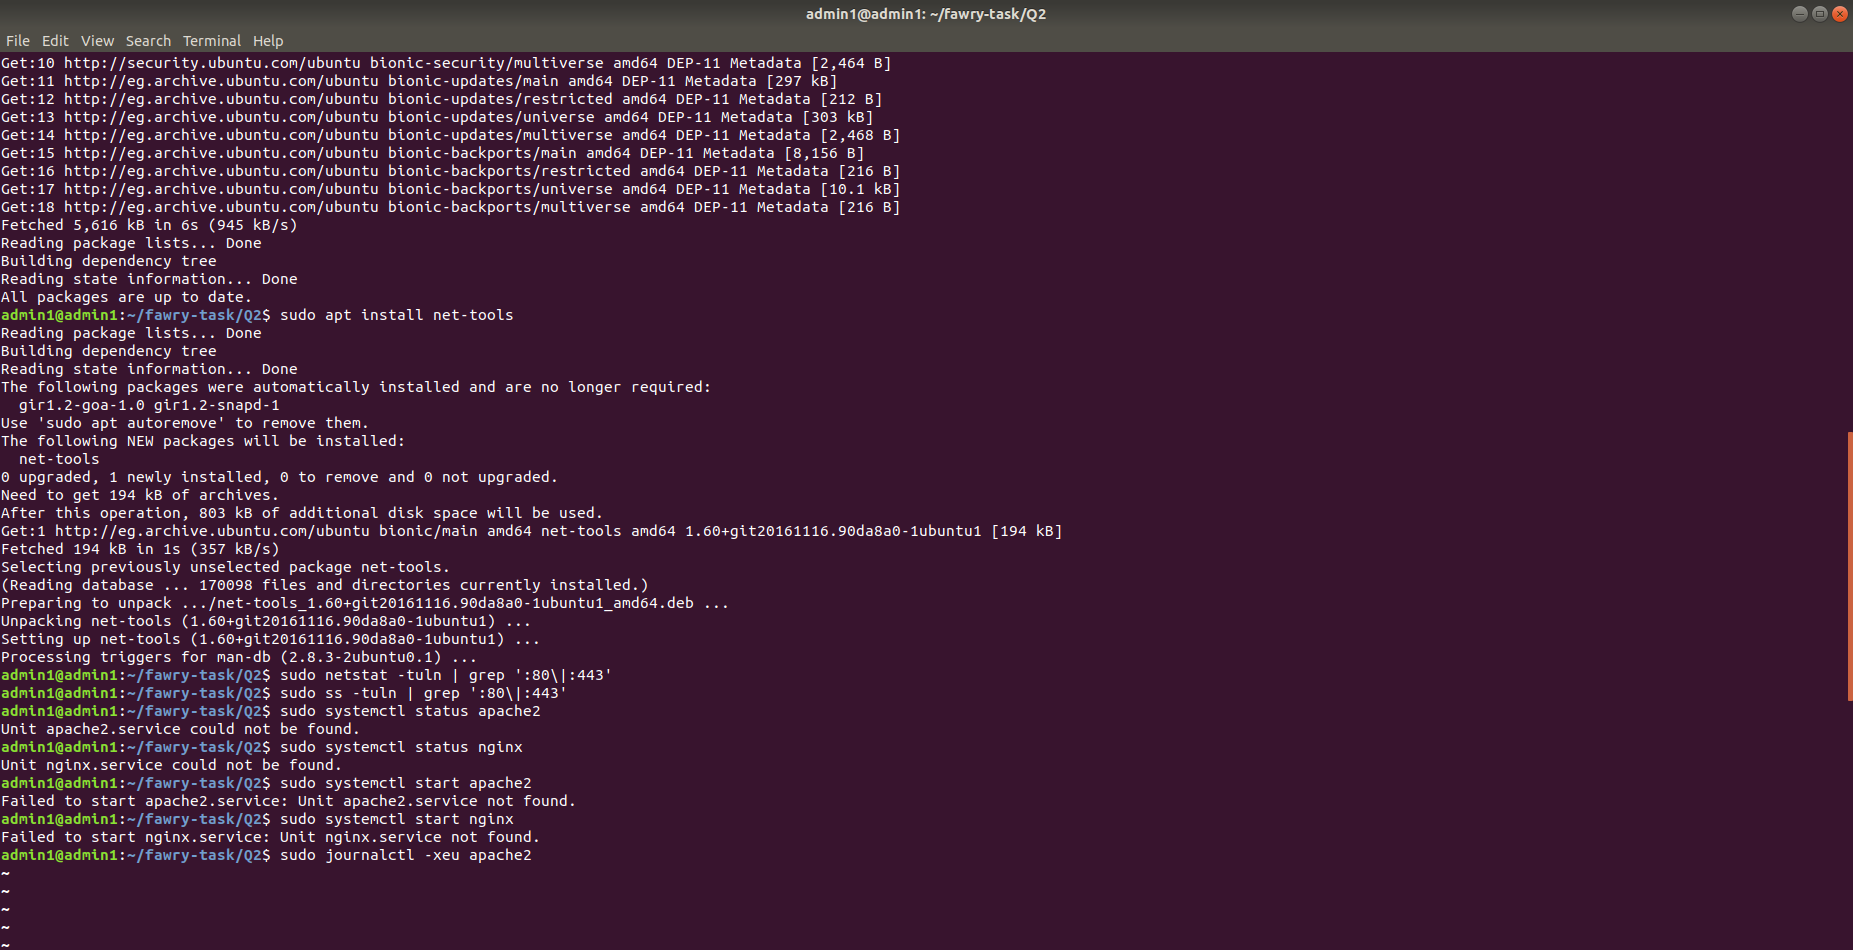 admin1@admin1: ~/fawry-task/Q2
File Edit View Search Terminal Help
Get:10 http://security.ubuntu.com/ubuntu bionic-security/multiverse amd64 DEP-11 Metadata [2,464 B]
Get:11 http://eg.archive.ubuntu.com/ubuntu bionic-updates/main amd64 DEP-11 Metadata [297 kB]
Get:12 http://eg.archive.ubuntu.com/ubuntu bionic-updates/restricted amd64 DEP-11 Metadata [212 B]
Get:13 http://eg.archive.ubuntu.com/ubuntu bionic-updates/universe amd64 DEP-11 Metadata [303 kB]
Get:14 http://eg.archive.ubuntu.com/ubuntu bionic-updates/multiverse amd64 DEP-11 Metadata [2,468 B]
Get:15 http://eg.archive.ubuntu.com/ubuntu bionic-backports/main amd64 DEP-11 Metadata [8,156 B]
Get:16 http://eg.archive.ubuntu.com/ubuntu bionic-backports/restricted amd64 DEP-11 Metadata [216 B]
Get:17 http://eg.archive.ubuntu.com/ubuntu bionic-backports/universe amd64 DEP-11 Metadata [10.1 kB]
Get:18 http://eg.archive.ubuntu.com/ubuntu bionic-backports/multiverse amd64 DEP-11 Metadata [216 B]
Fetched 5,616 kB in 6s (945 kB/s)
Reading package lists... Done
Building dependency tree
Reading state information... Done
All packages are up to date.
admin1@admin1:~/fawry-task/Q2$ sudo apt install net-tools
Reading package lists... Done
Building dependency tree
Reading state information... Done
The following packages were automatically installed and are no longer required:
  gir1.2-goa-1.0 gir1.2-snapd-1
Use 'sudo apt autoremove' to remove them.
The following NEW packages will be installed:
  net-tools
0 upgraded, 1 newly installed, 0 to remove and 0 not upgraded.
Need to get 194 kB of archives.
After this operation, 803 kB of additional disk space will be used.
Get:1 http://eg.archive.ubuntu.com/ubuntu bionic/main amd64 net-tools amd64 1.60+git20161116.90da8a0-1ubuntu1 [194 kB]
Fetched 194 kB in 1s (357 kB/s)
Selecting previously unselected package net-tools.
(Reading database ... 170098 files and directories currently installed.)
Preparing to unpack .../net-tools_1.60+git20161116.90da8a0-1ubuntu1_amd64.deb ...
Unpacking net-tools (1.60+git20161116.90da8a0-1ubuntu1) ...
Setting up net-tools (1.60+git20161116.90da8a0-1ubuntu1) ...
Processing triggers for man-db (2.8.3-2ubuntu0.1) ...
admin1@admin1:~/fawry-task/Q2$ sudo netstat -tuln | grep ':80\|:443'
admin1@admin1:~/fawry-task/Q2$ sudo ss -tuln | grep ':80\|:443'
admin1@admin1:~/fawry-task/Q2$ sudo systemctl status apache2
Unit apache2.service could not be found.
admin1@admin1:~/fawry-task/Q2$ sudo systemctl status nginx
Unit nginx.service could not be found.
admin1@admin1:~/fawry-task/Q2$ sudo systemctl start apache2
Failed to start apache2.service: Unit apache2.service not found.
admin1@admin1:~/fawry-task/Q2$ sudo systemctl start nginx
Failed to start nginx.service: Unit nginx.service not found.
admin1@admin1:~/fawry-task/Q2$ sudo journalctl -xeu apache2
~
~
~
~
~